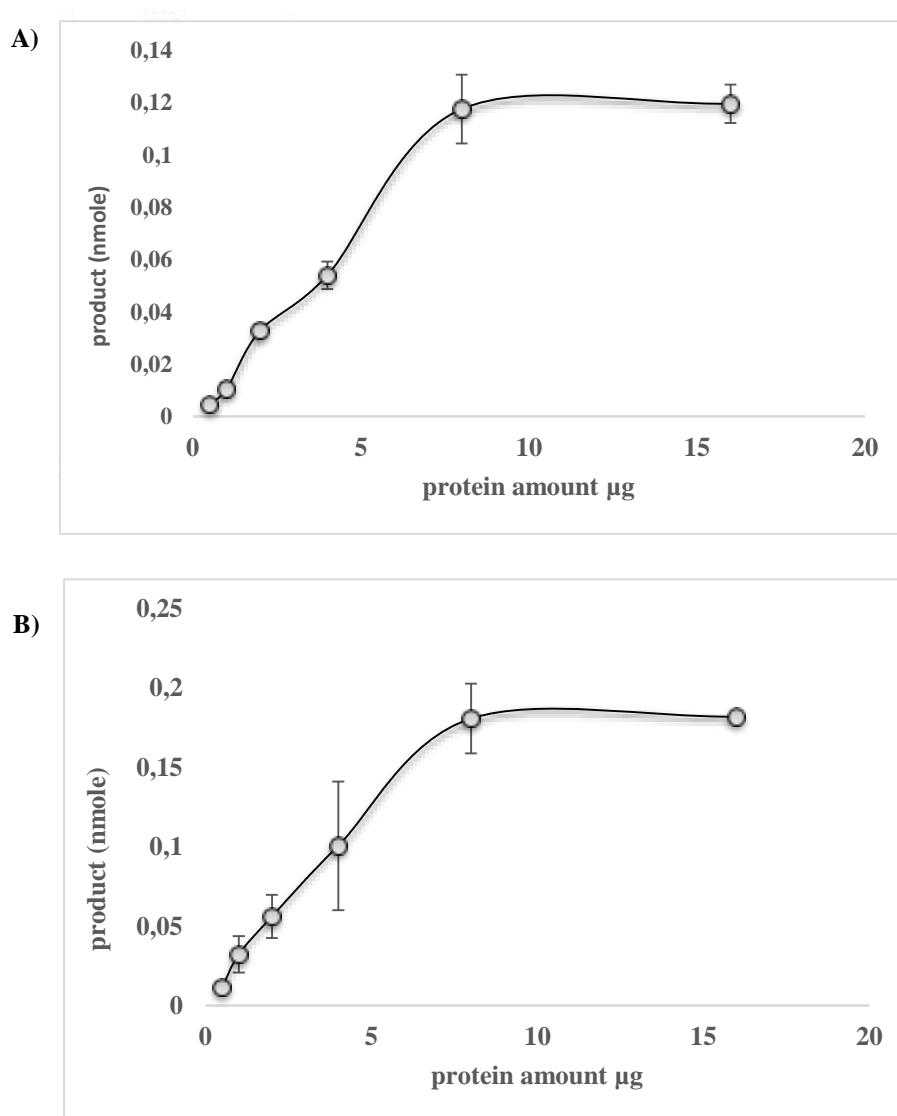 A)
0,14
0,12
0,1
0,08
0,06
0,04
0,02
0
product (nmole)
0 5 10 15 20
protein amount µg
B)
0,25
0,2
0,15
0,1
0,05
0
product (nmole)
0 5 10 15 20
protein amount µg